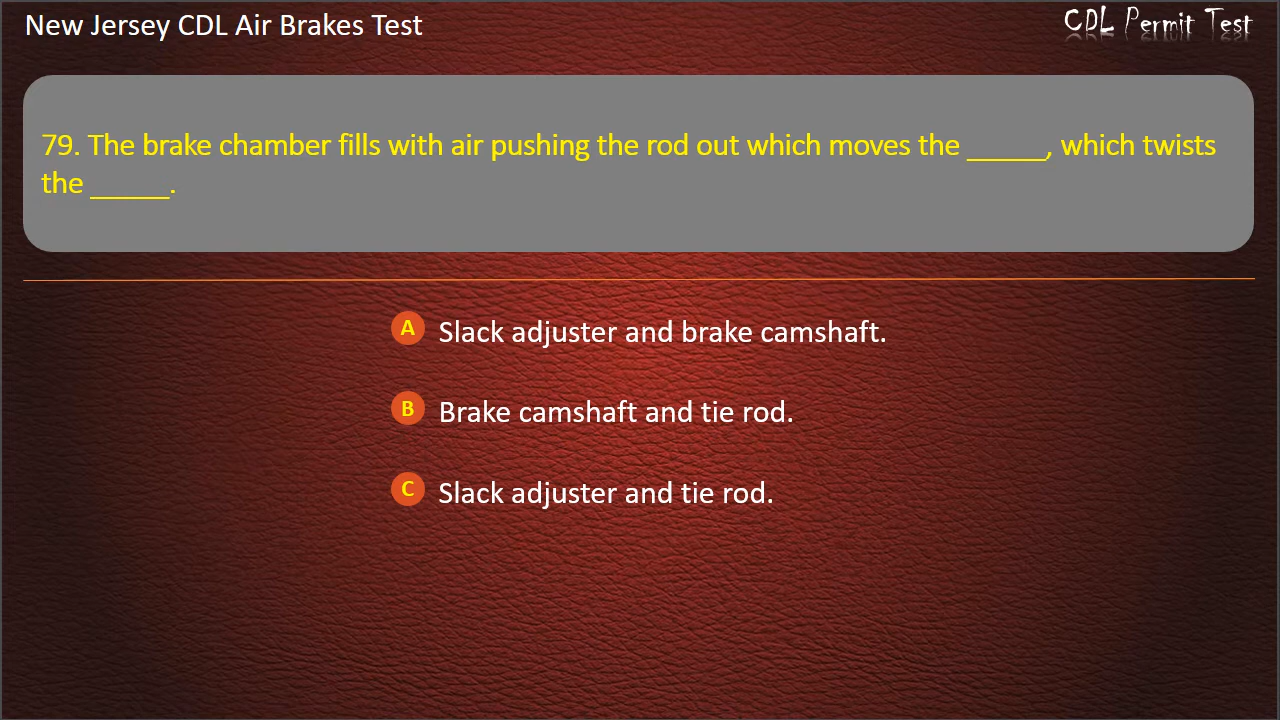 New Jersey CDL Air Brakes Test
CDL Permit Test
79. The brake chamber fills with air pushing the rod out which moves the _____, which twists
the _____.
A Slack adjuster and brake camshaft.
B Brake camshaft and tie rod.
C Slack adjuster and tie rod.